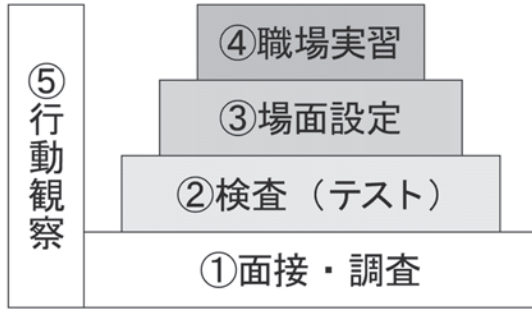 ⑤行動観察
④職場実習
③場面設定
②検査（テスト）
①面接・調査